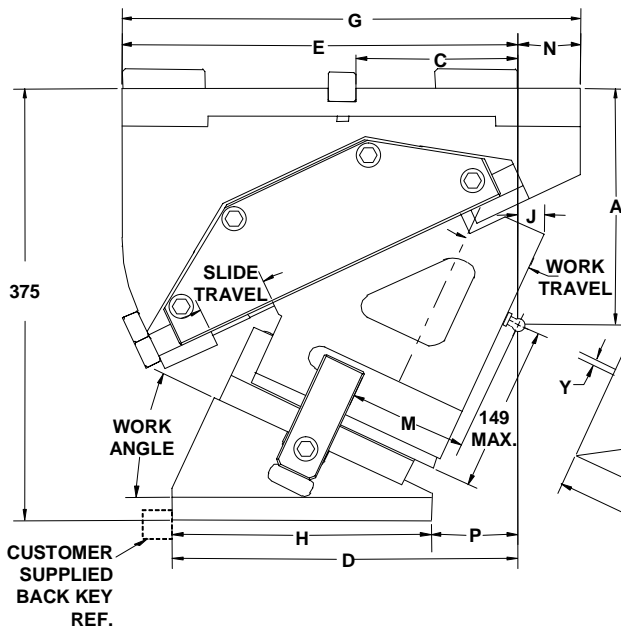 G
E
N
C
A
J
375
SLIDE
TRAVEL
WORK
TRAVEL
Y
WORK
ANGLE
M
149
MAX.
H
P
D
CUSTOMER
SUPPLIED
BACK KEY
REF.